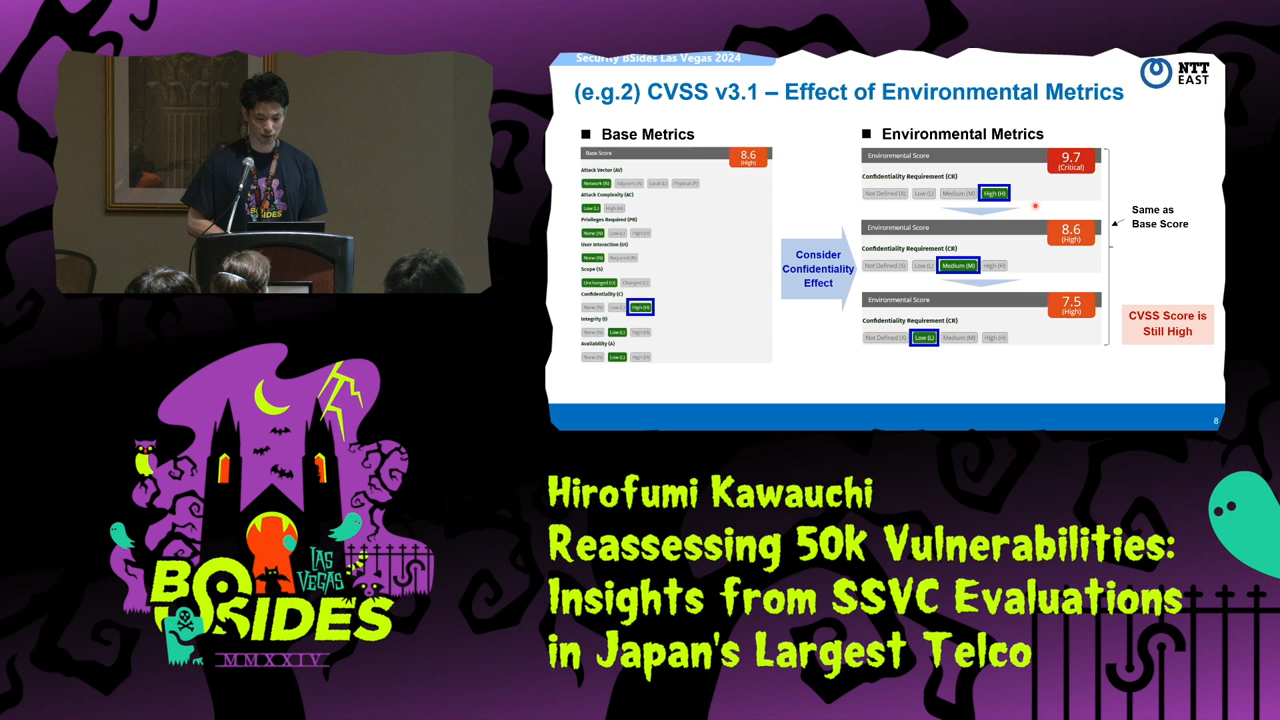 Security BSides Las Vegas 2024
(e.g.2) CVSS v3.1 – Effect of Environmental Metrics
NTT
EAST
■ Base Metrics
Base Score
8.6
(High)
Attack Vector (AV)
Network (N) Adjacent (A) Local (L) Physical (P)
Attack Complexity (AC)
Low (L) High (H)
Privileges Required (PR)
None (N) Low (L) High (H)
User Interaction (UI)
None (N) Required (R)
Scope (S)
Unchanged (U) Changed (C)
Confidentiality (C)
None (N) Low (L) High (H)
Integrity (I)
None (N) Low (L) High (H)
Availability (A)
None (N) Low (L) High (H)
Consider
Confidentiality
Effect
■ Environmental Metrics
Environmental Score
9.7
(Critical)
Confidentiality Requirement (CR)
Not Defined (X) Low (L) Medium (M) High (H)
Environmental Score
8.6
(High)
Confidentiality Requirement (CR)
Not Defined (X) Low (L) Medium (M) High (H)
Environmental Score
7.5
(High)
Confidentiality Requirement (CR)
Not Defined (X) Low (L) Medium (M) High (H)
Same as
Base Score
CVSS Score is
Still High
8
BSIDES
LAS
VEGAS
BSIDES
MMXXIV
Hirofumi Kawauchi
Reassessing 50k Vulnerabilities:
Insights from SSVC Evaluations
in Japan's Largest Telco